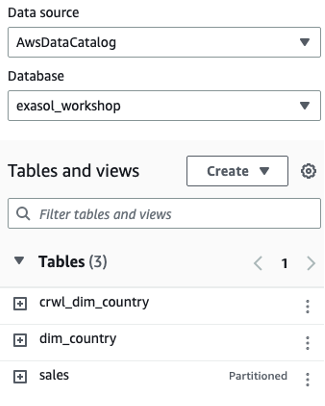 Data source
AwsDataCatalog
Database
exasol_workshop
Tables and views
Create
Filter tables and views
Tables (3)
1
crwl_dim_country
dim_country
sales Partitioned